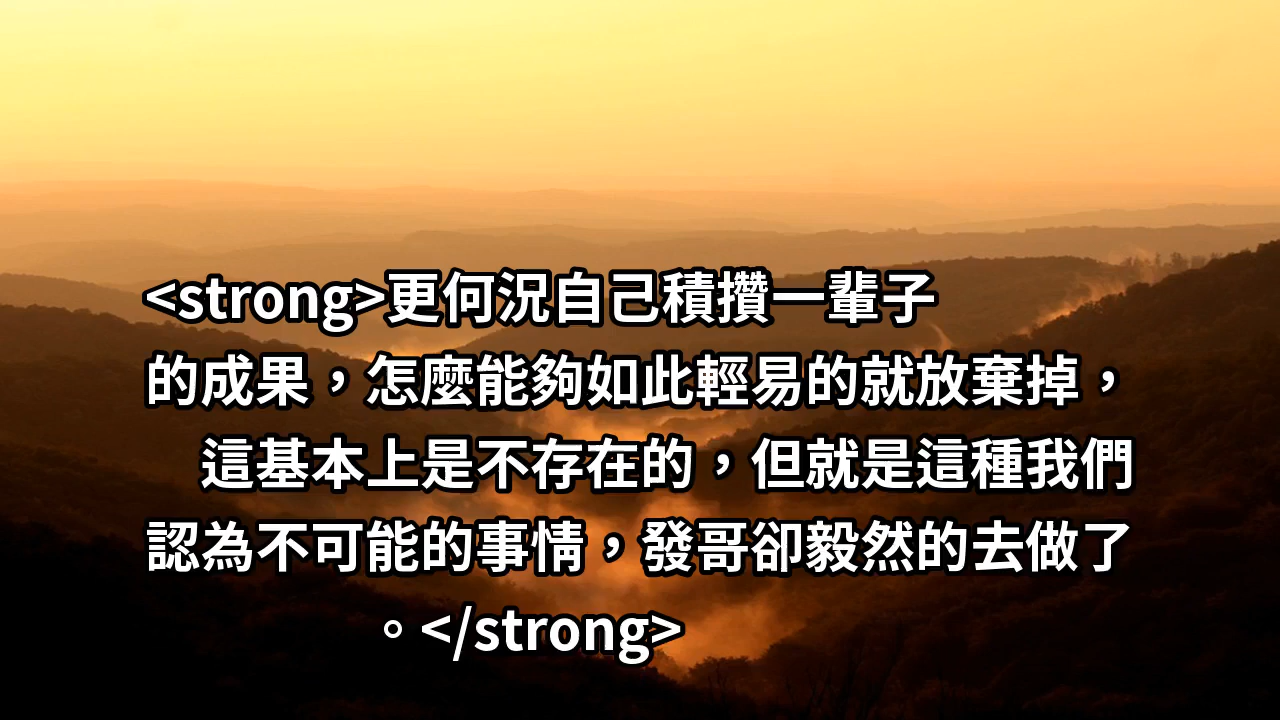 <strong>更何況自己積攢一輩子
的成果，怎麼能夠如此輕易的就放棄掉，
這基本上是不存在的，但就是這種我們
認為不可能的事情，發哥卻毅然的去做了
。</strong>